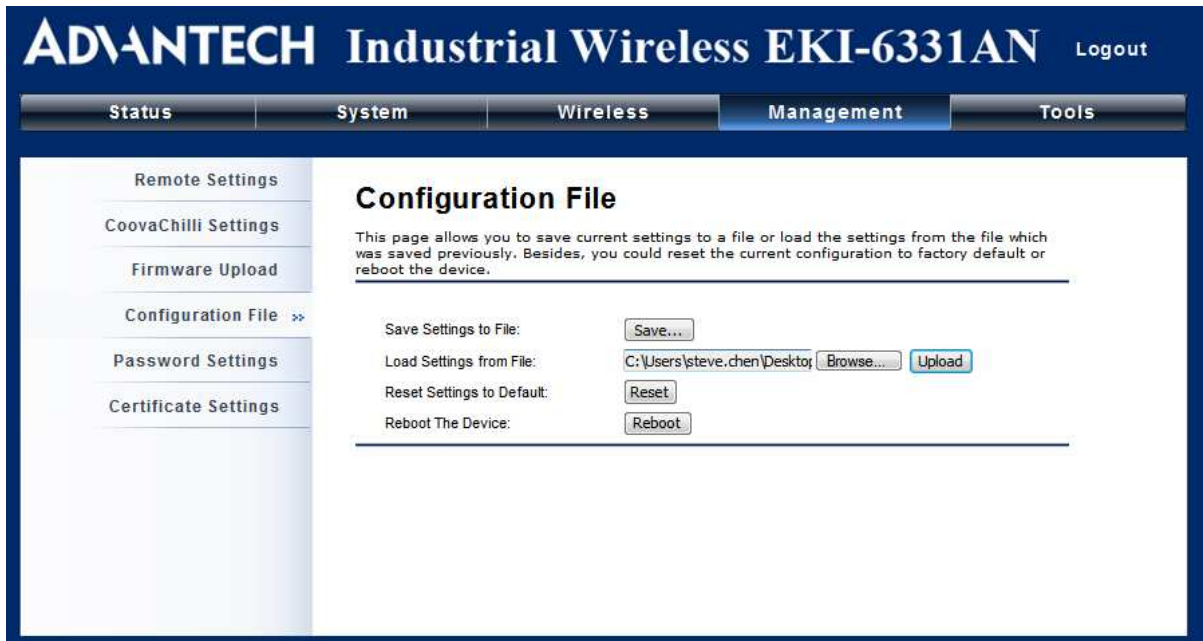 ADVANTECH Industrial Wireless EKI-6331AN Logout
Status System Wireless Management Tools
Remote Settings
CoovaChilli Settings
Firmware Upload
Configuration File »
Password Settings
Certificate Settings
Configuration File
This page allows you to save current settings to a file or load the settings from the file which
was saved previously. Besides, you could reset the current configuration to factory default or
reboot the device.
Save Settings to File: Save...
Load Settings from File: C:\Users\steve.chen\Desktop Browse... Upload
Reset Settings to Default: Reset
Reboot The Device: Reboot